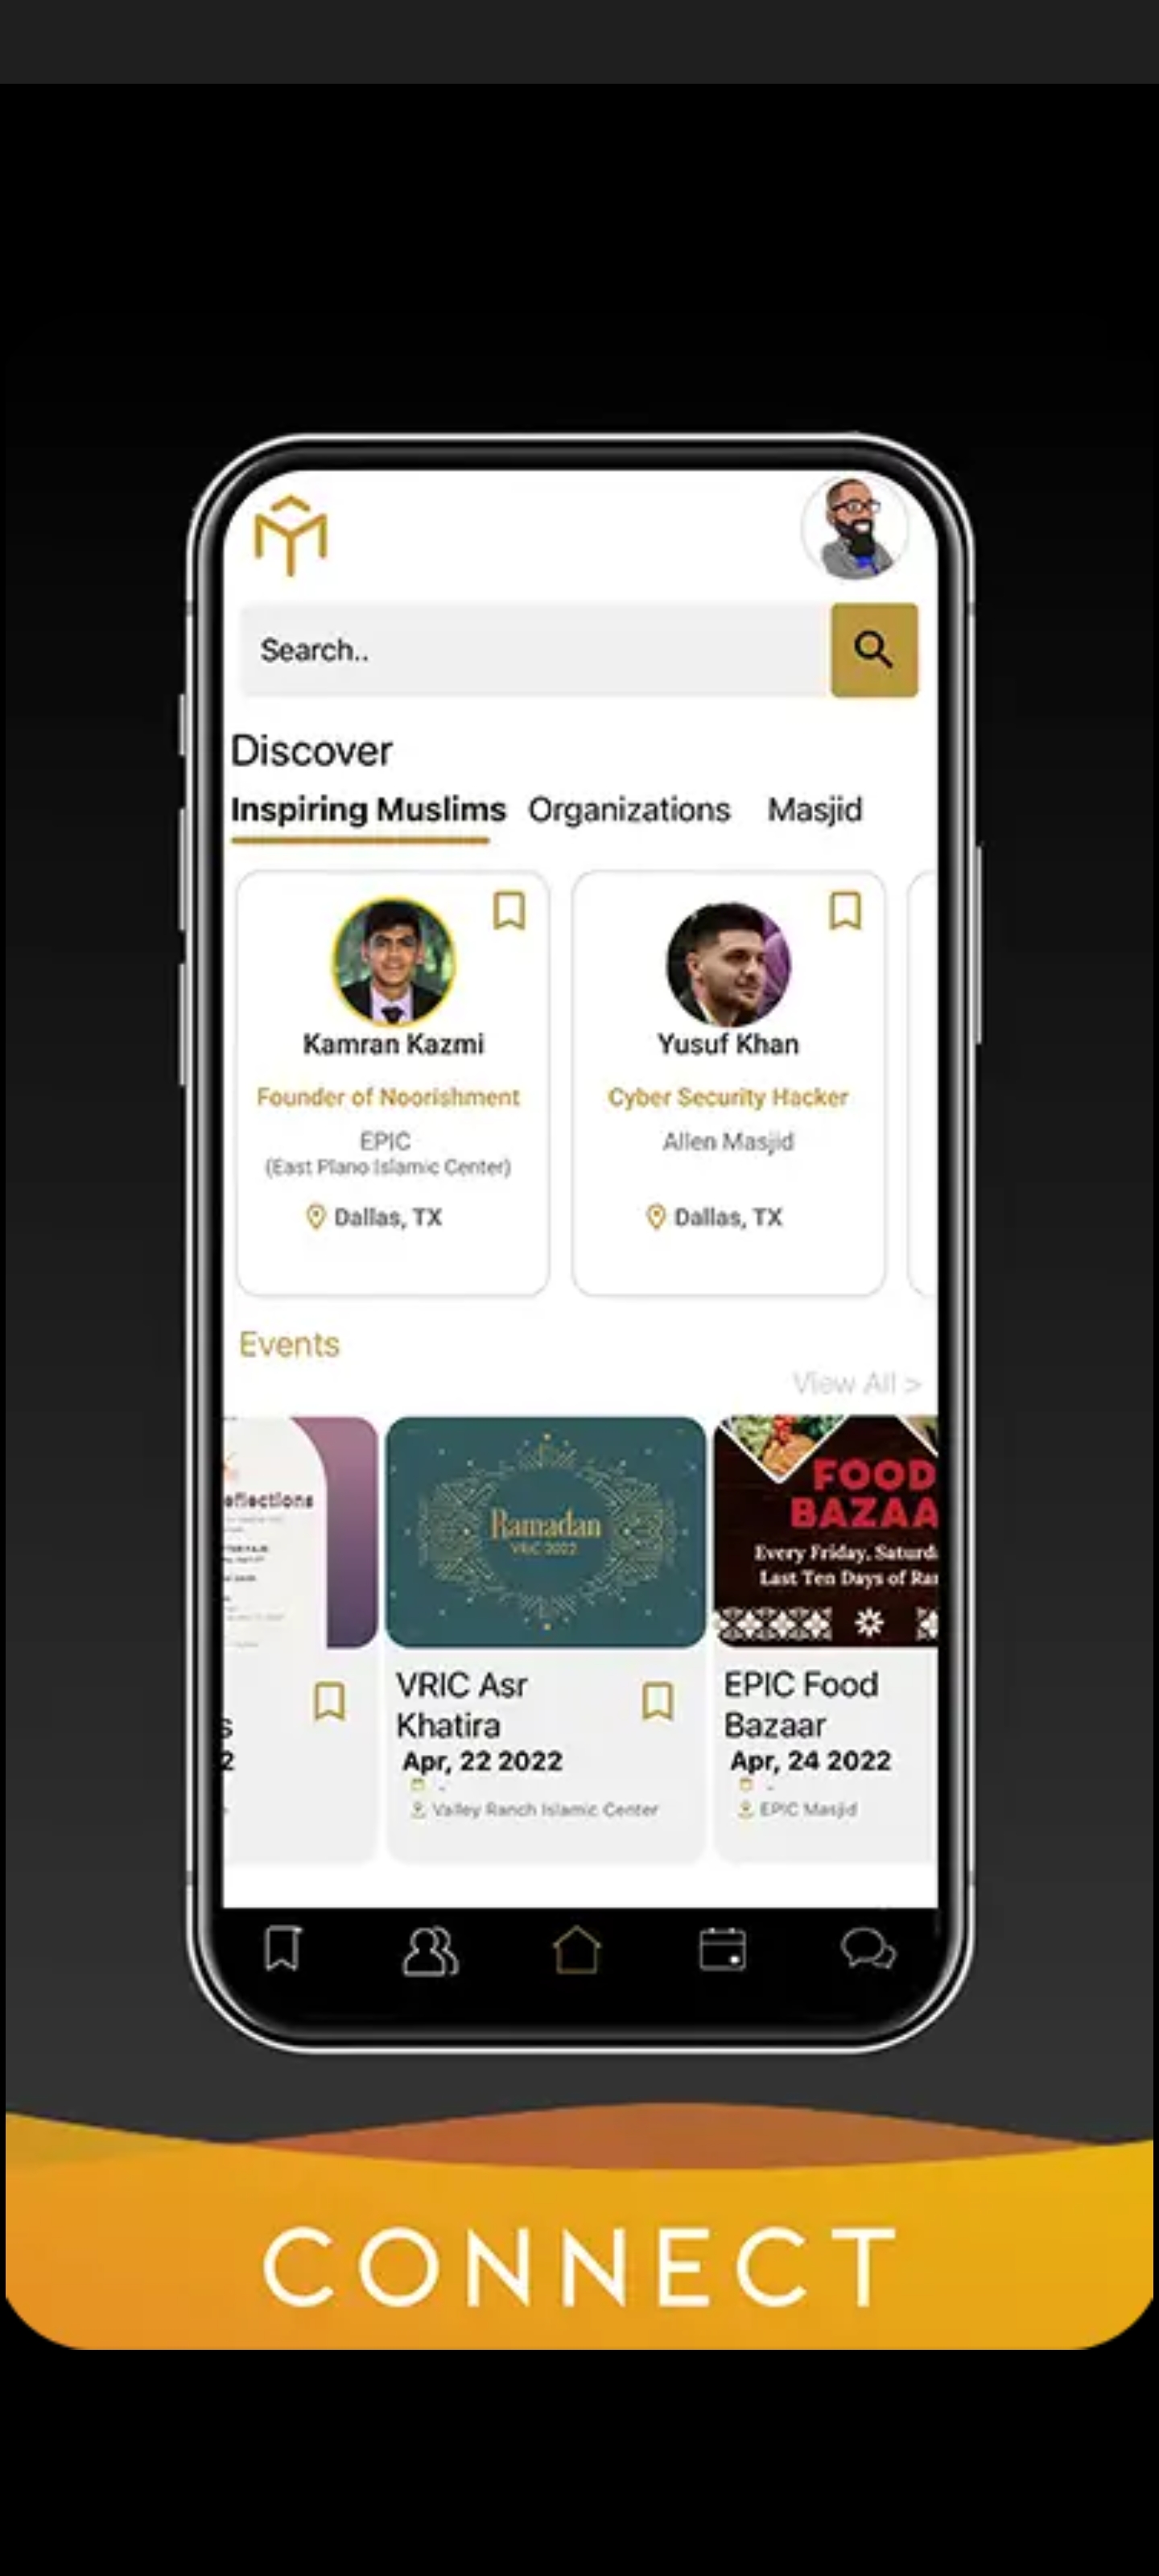 Search..
Discover
Inspiring Muslims Organizations Masjid
Kamran Kazmi
Founder of Noorishment
EPIC
(East Plano Islamic Center)
Dallas, TX
Yusuf Khan
Cyber Security Hacker
Allen Masjid
Dallas, TX
Events
View All >
eflections
s
2
Ramadan
VRIC 2022
VRIC Asr
Khatira
Apr, 22 2022
-
Valley Ranch Islamic Center
FOOD
BAZAA
Every Friday, Saturd
Last Ten Days of Ra
EPIC Food
Bazaar
Apr, 24 2022
-
EPIC Masjid
CONNECT